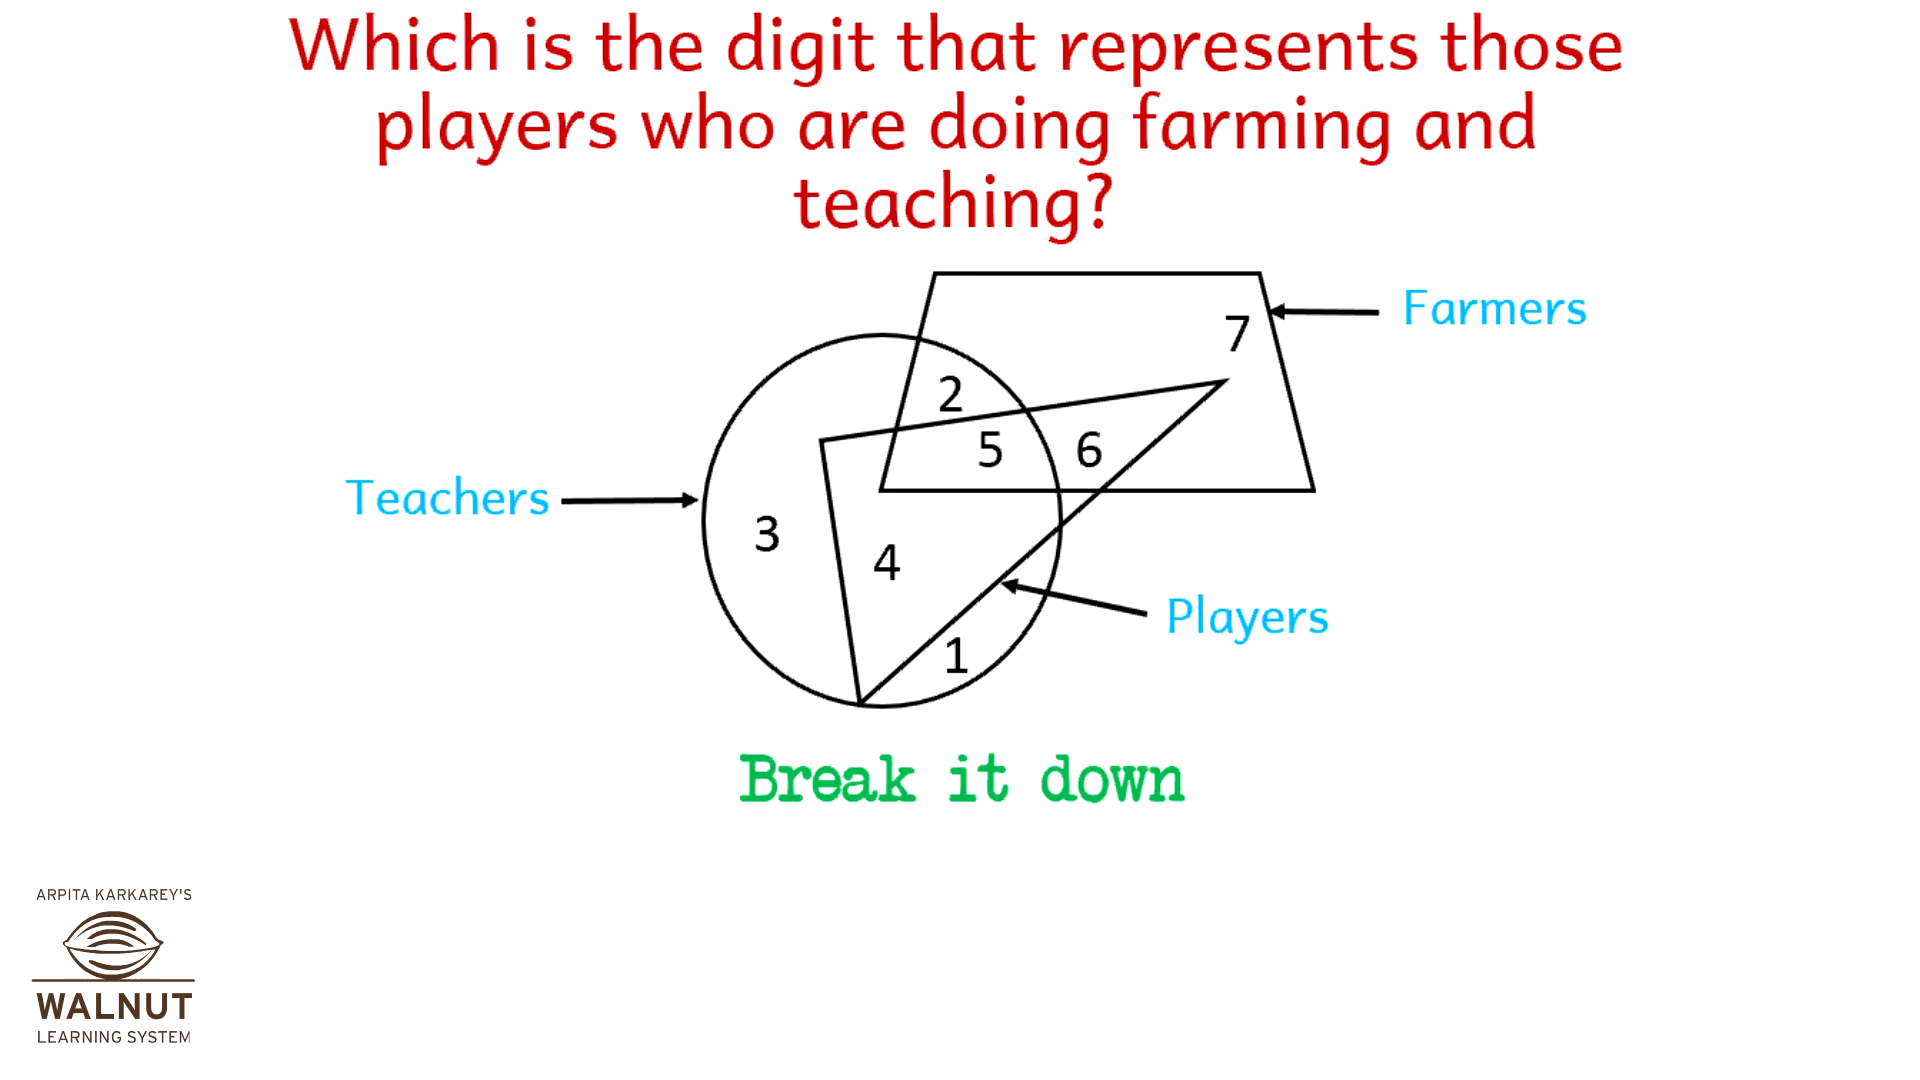 Which is the digit that represents those
players who are doing farming and
teaching?
Farmers
7
2
5
6
Teachers
3
4
Players
1
Break it down
ARPITA KARKAREY'S
WALNUT
LEARNING SYSTEM